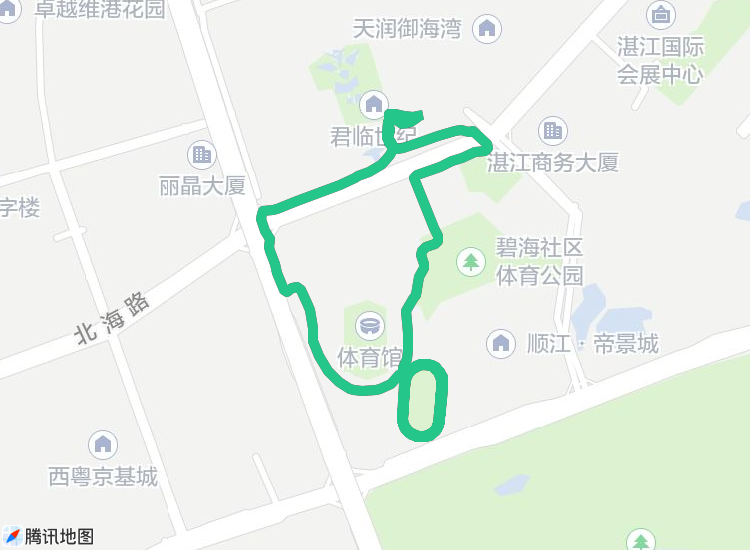 卓越维港花园
天润御海湾
湛江国际
会展中心
君临世纪
湛江商务大厦
丽晶大厦
字楼
碧海社区
体育公园
北海路
体育馆
顺江·帝景城
西粤京基城
腾讯地图